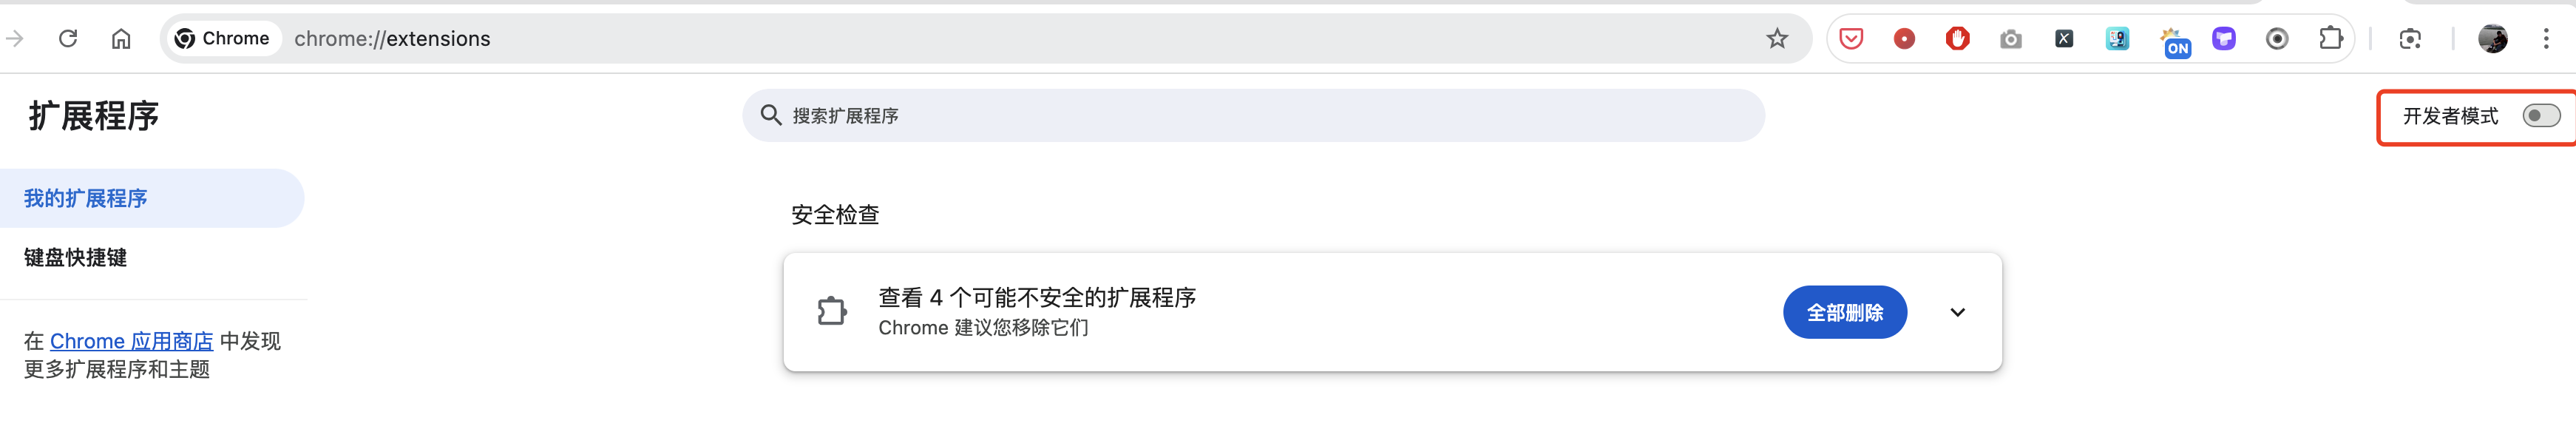 Chrome chrome://extensions
ON
扩展程序
搜索扩展程序
开发者模式
我的扩展程序
键盘快捷键
在 Chrome 应用商店 中发现
更多扩展程序和主题
安全检查
查看 4 个可能不安全的扩展程序
Chrome 建议您移除它们
全部删除